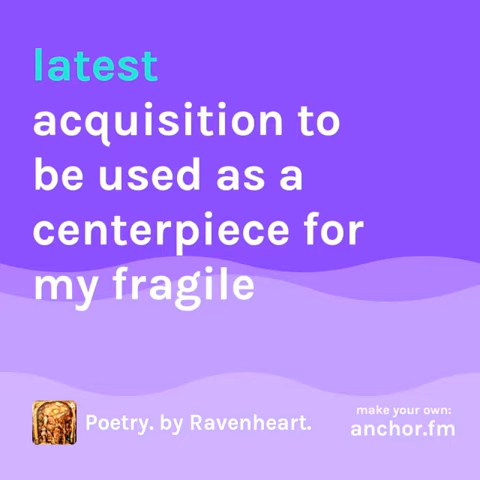 latest
acquisition to
be used as a
centerpiece for
my fragile
Poetry. by Ravenheart.
make your own:
anchor.fm